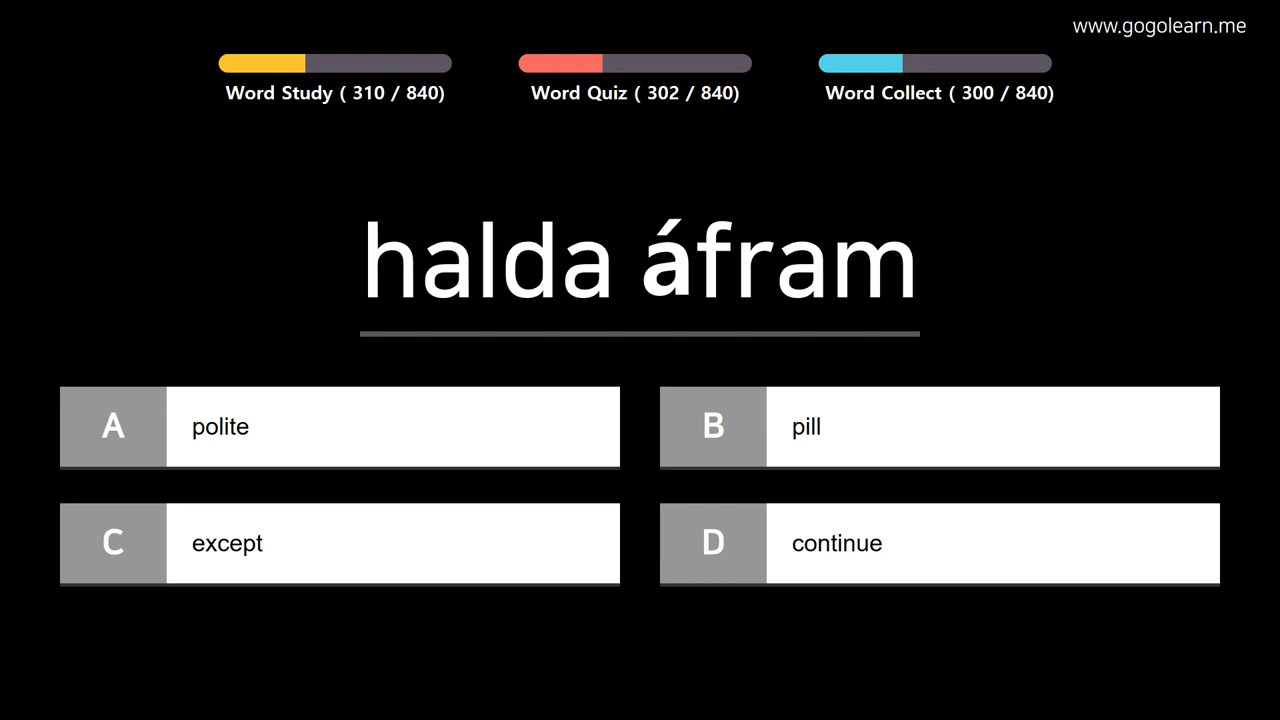 www.gogolearn.me
Word Study ( 310 / 840)
Word Quiz ( 302 / 840)
Word Collect ( 300 / 840)
halda áfram
A polite
B pill
C except
D continue